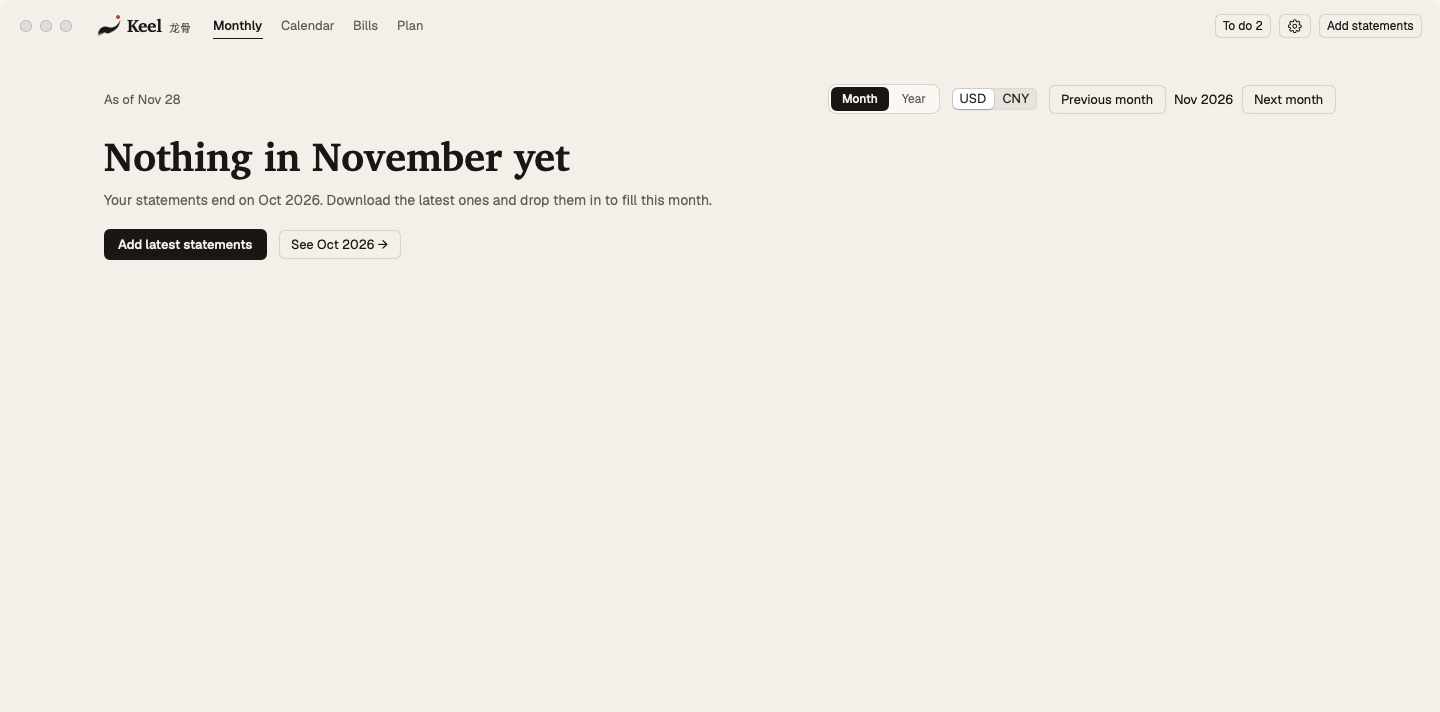 Keel 龙骨 Monthly Calendar Bills Plan To do 2 Add statements
As of Nov 28 Month Year USD CNY Previous month Nov 2026 Next month
Nothing in November yet
Your statements end on Oct 2026. Download the latest ones and drop them in to fill this month.
Add latest statements See Oct 2026 →